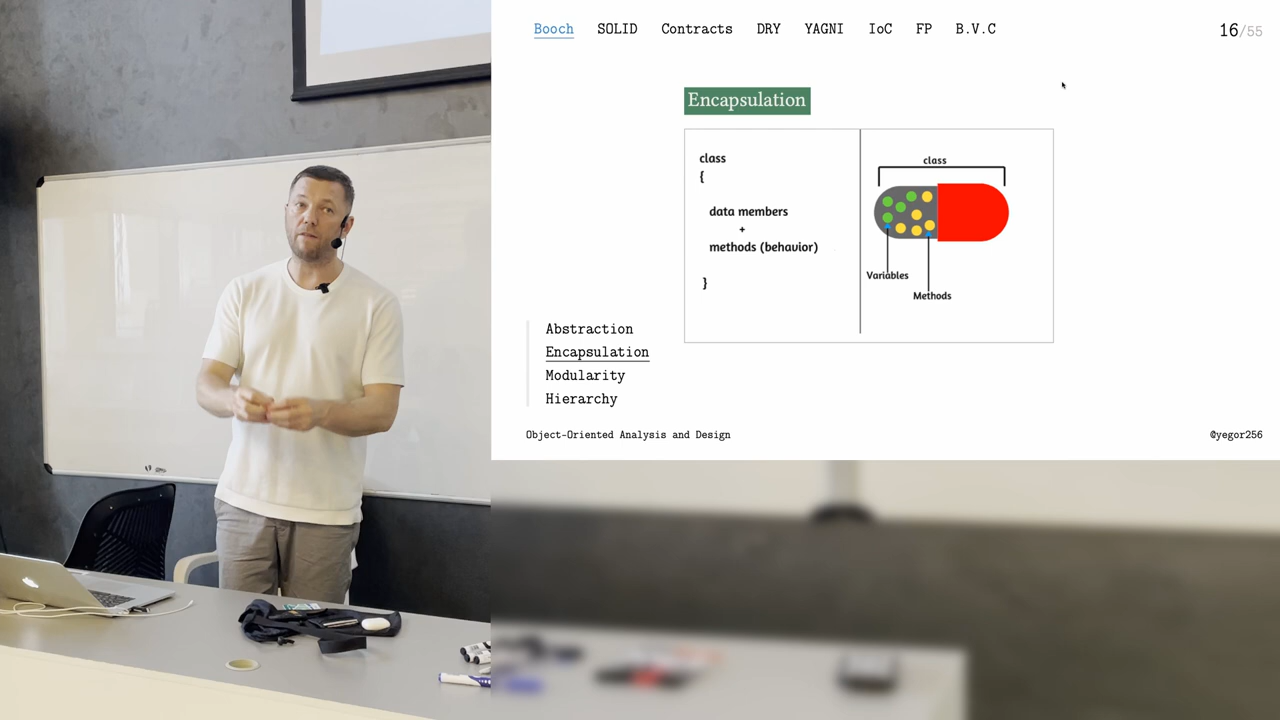 Booch SOLID Contracts DRY YAGNI IoC FP B.V.C
16/55
Encapsulation
class
{
data members
+
methods (behavior)
}
class
Variables
Methods
Abstraction
Encapsulation
Modularity
Hierarchy
Object-Oriented Analysis and Design
@yegor256